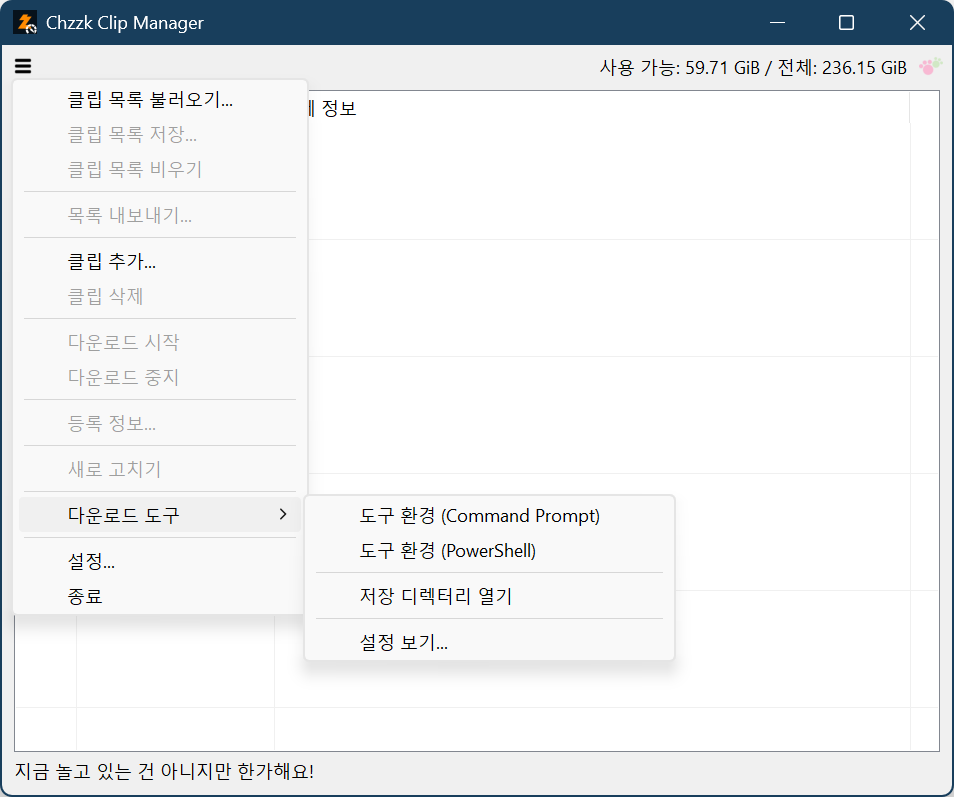 Chzzk Clip Manager
사용 가능: 59.71 GiB / 전체: 236.15 GiB
정보
클립 목록 불러오기...
클립 목록 저장...
클립 목록 비우기
목록 내보내기...
클립 추가...
클립 삭제
다운로드 시작
다운로드 중지
등록 정보...
새로 고치기
다운로드 도구
설정...
종료
도구 환경 (Command Prompt)
도구 환경 (PowerShell)
저장 디렉터리 열기
설정 보기...
지금 놀고 있는 건 아니지만 한가해요!